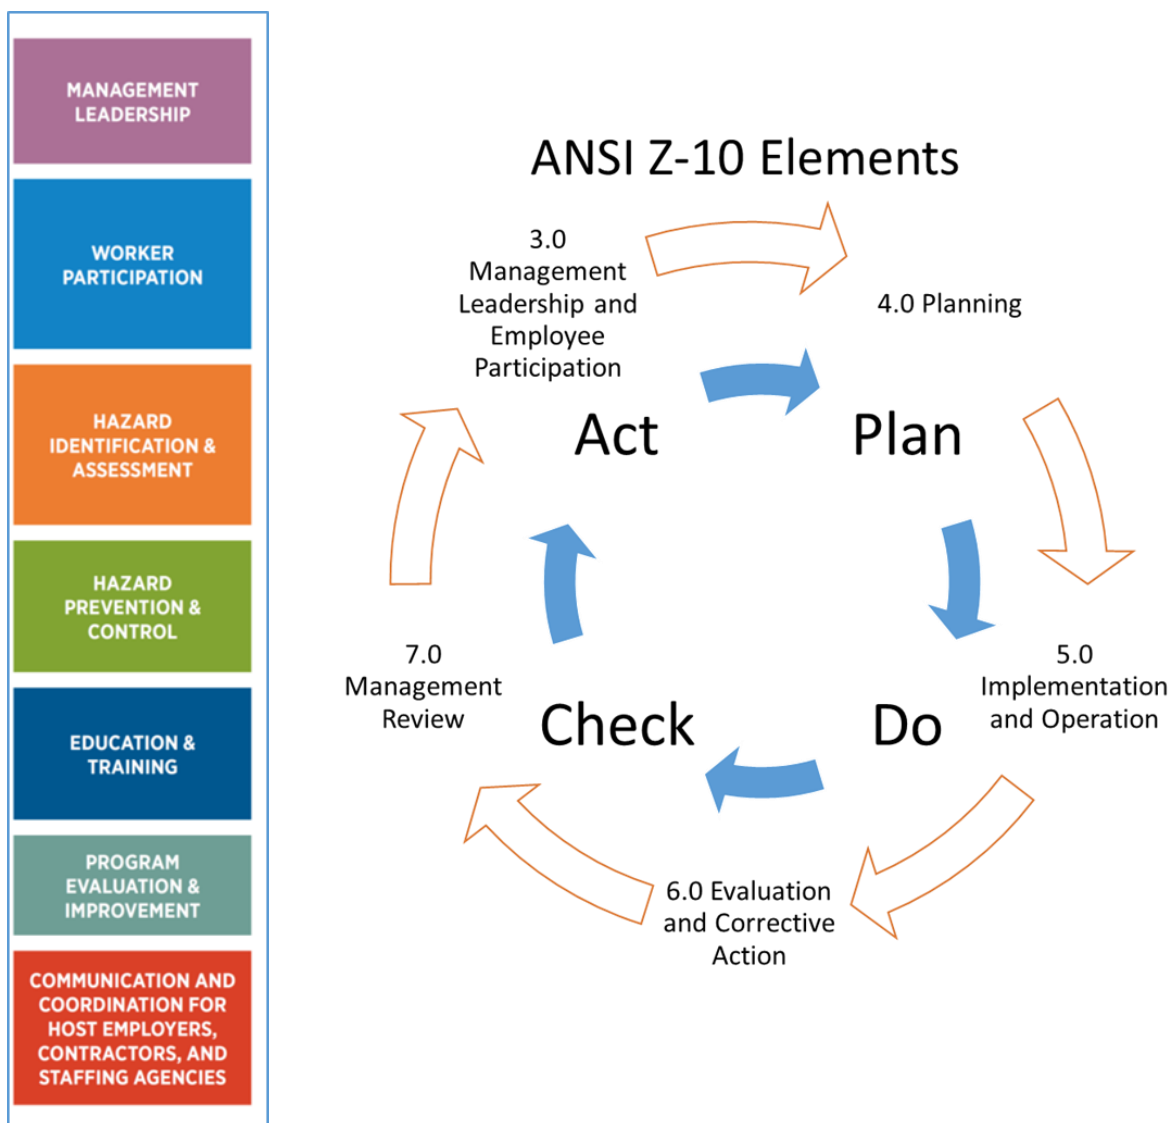 MANAGEMENT
LEADERSHIP
WORKER
PARTICIPATION
HAZARD
IDENTIFICATION &
ASSESSMENT
HAZARD
PREVENTION &
CONTROL
EDUCATION &
TRAINING
PROGRAM
EVALUATION &
IMPROVEMENT
COMMUNICATION AND
COORDINATION FOR
HOST EMPLOYERS,
CONTRACTORS, AND
STAFFING AGENCIES
ANSI Z-10 Elements
3.0
Management
Leadership and
Employee
Participation
4.0 Planning
Act
Plan
7.0
Management
Review
Check
Do
5.0
Implementation
and Operation
6.0 Evaluation
and Corrective
Action